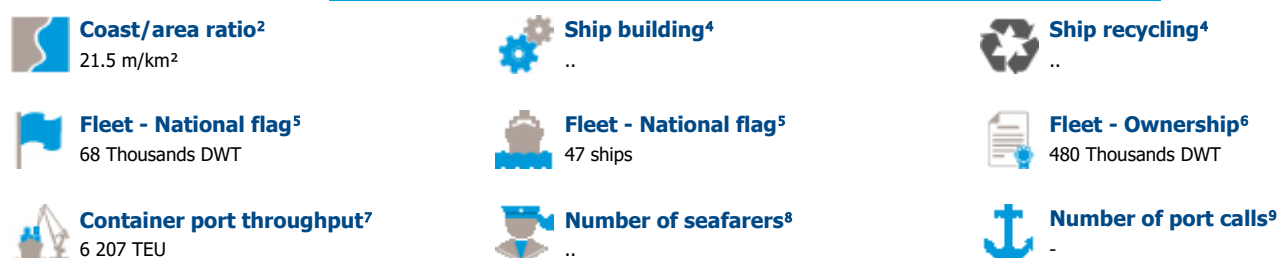 Coast/area ratio²
21.5 m/km²
Ship building⁴
..
Ship recycling⁴
..
Fleet - National flag⁵
68 Thousands DWT
Fleet - National flag⁵
47 ships
Fleet - Ownership⁶
480 Thousands DWT
Container port throughput⁷
6 207 TEU
Number of seafarers⁸
..
Number of port calls⁹
-